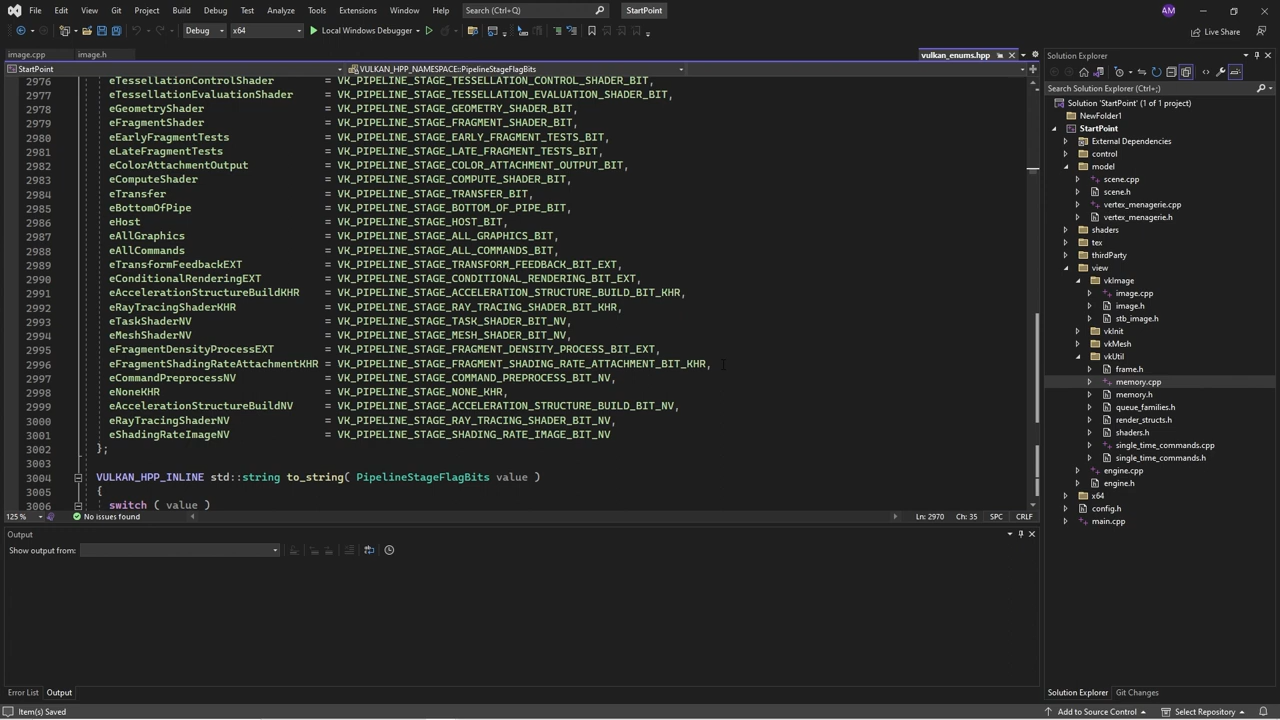 File Edit View Git Project Build Debug Test Analyze Tools Extensions Window Help Search (Ctrl+Q) StartPoint AM
Debug x64 Local Windows Debugger Live Share
image.cpp image.h vulkan_enums.hpp
StartPoint VULKAN_HPP_NAMESPACE::PipelineStageFlagBits
2976 eTessellationControlShader = VK_PIPELINE_STAGE_TESSELLATION_CONTROL_SHADER_BIT,
2977 eTessellationEvaluationShader = VK_PIPELINE_STAGE_TESSELLATION_EVALUATION_SHADER_BIT,
2978 eGeometryShader = VK_PIPELINE_STAGE_GEOMETRY_SHADER_BIT,
2979 eFragmentShader = VK_PIPELINE_STAGE_FRAGMENT_SHADER_BIT,
2980 eEarlyFragmentTests = VK_PIPELINE_STAGE_EARLY_FRAGMENT_TESTS_BIT,
2981 eLateFragmentTests = VK_PIPELINE_STAGE_LATE_FRAGMENT_TESTS_BIT,
2982 eColorAttachmentOutput = VK_PIPELINE_STAGE_COLOR_ATTACHMENT_OUTPUT_BIT,
2983 eComputeShader = VK_PIPELINE_STAGE_COMPUTE_SHADER_BIT,
2984 eTransfer = VK_PIPELINE_STAGE_TRANSFER_BIT,
2985 eBottomOfPipe = VK_PIPELINE_STAGE_BOTTOM_OF_PIPE_BIT,
2986 eHost = VK_PIPELINE_STAGE_HOST_BIT,
2987 eAllGraphics = VK_PIPELINE_STAGE_ALL_GRAPHICS_BIT,
2988 eAllCommands = VK_PIPELINE_STAGE_ALL_COMMANDS_BIT,
2989 eTransformFeedbackEXT = VK_PIPELINE_STAGE_TRANSFORM_FEEDBACK_BIT_EXT,
2990 eConditionalRenderingEXT = VK_PIPELINE_STAGE_CONDITIONAL_RENDERING_BIT_EXT,
2991 eAccelerationStructureBuildKHR = VK_PIPELINE_STAGE_ACCELERATION_STRUCTURE_BUILD_BIT_KHR,
2992 eRayTracingShaderKHR = VK_PIPELINE_STAGE_RAY_TRACING_SHADER_BIT_KHR,
2993 eTaskShaderNV = VK_PIPELINE_STAGE_TASK_SHADER_BIT_NV,
2994 eMeshShaderNV = VK_PIPELINE_STAGE_MESH_SHADER_BIT_NV,
2995 eFragmentDensityProcessEXT = VK_PIPELINE_STAGE_FRAGMENT_DENSITY_PROCESS_BIT_EXT,
2996 eFragmentShadingRateAttachmentKHR = VK_PIPELINE_STAGE_FRAGMENT_SHADING_RATE_ATTACHMENT_BIT_KHR,
2997 eCommandPreprocessNV = VK_PIPELINE_STAGE_COMMAND_PREPROCESS_BIT_NV,
2998 eNoneKHR = VK_PIPELINE_STAGE_NONE_KHR,
2999 eAccelerationStructureBuildNV = VK_PIPELINE_STAGE_ACCELERATION_STRUCTURE_BUILD_BIT_NV,
3000 eRayTracingShaderNV = VK_PIPELINE_STAGE_RAY_TRACING_SHADER_BIT_NV,
3001 eShadingRateImageNV = VK_PIPELINE_STAGE_SHADING_RATE_IMAGE_BIT_NV
3002 };
3003
3004 VULKAN_HPP_INLINE std::string to_string( PipelineStageFlagBits value )
3005 {
3006 switch ( value )
125 % No issues found Ln: 2970 Ch: 35 SPC CRLF
Output
Show output from:
Error List Output
Solution Explorer
Search Solution Explorer (Ctrl+;)
Solution 'StartPoint' (1 of 1 project)
NewFolder1
StartPoint
External Dependencies
control
model
scene.cpp
scene.h
vertex_menagerie.cpp
vertex_menagerie.h
shaders
tex
thirdParty
view
vkImage
image.cpp
image.h
stb_image.h
vkInit
vkMesh
vkUtil
frame.h
memory.cpp
memory.h
queue_families.h
render_structs.h
shaders.h
single_time_commands.cpp
single_time_commands.h
engine.cpp
engine.h
x64
config.h
main.cpp
Solution Explorer Git Changes
Item(s) Saved Add to Source Control Select Repository